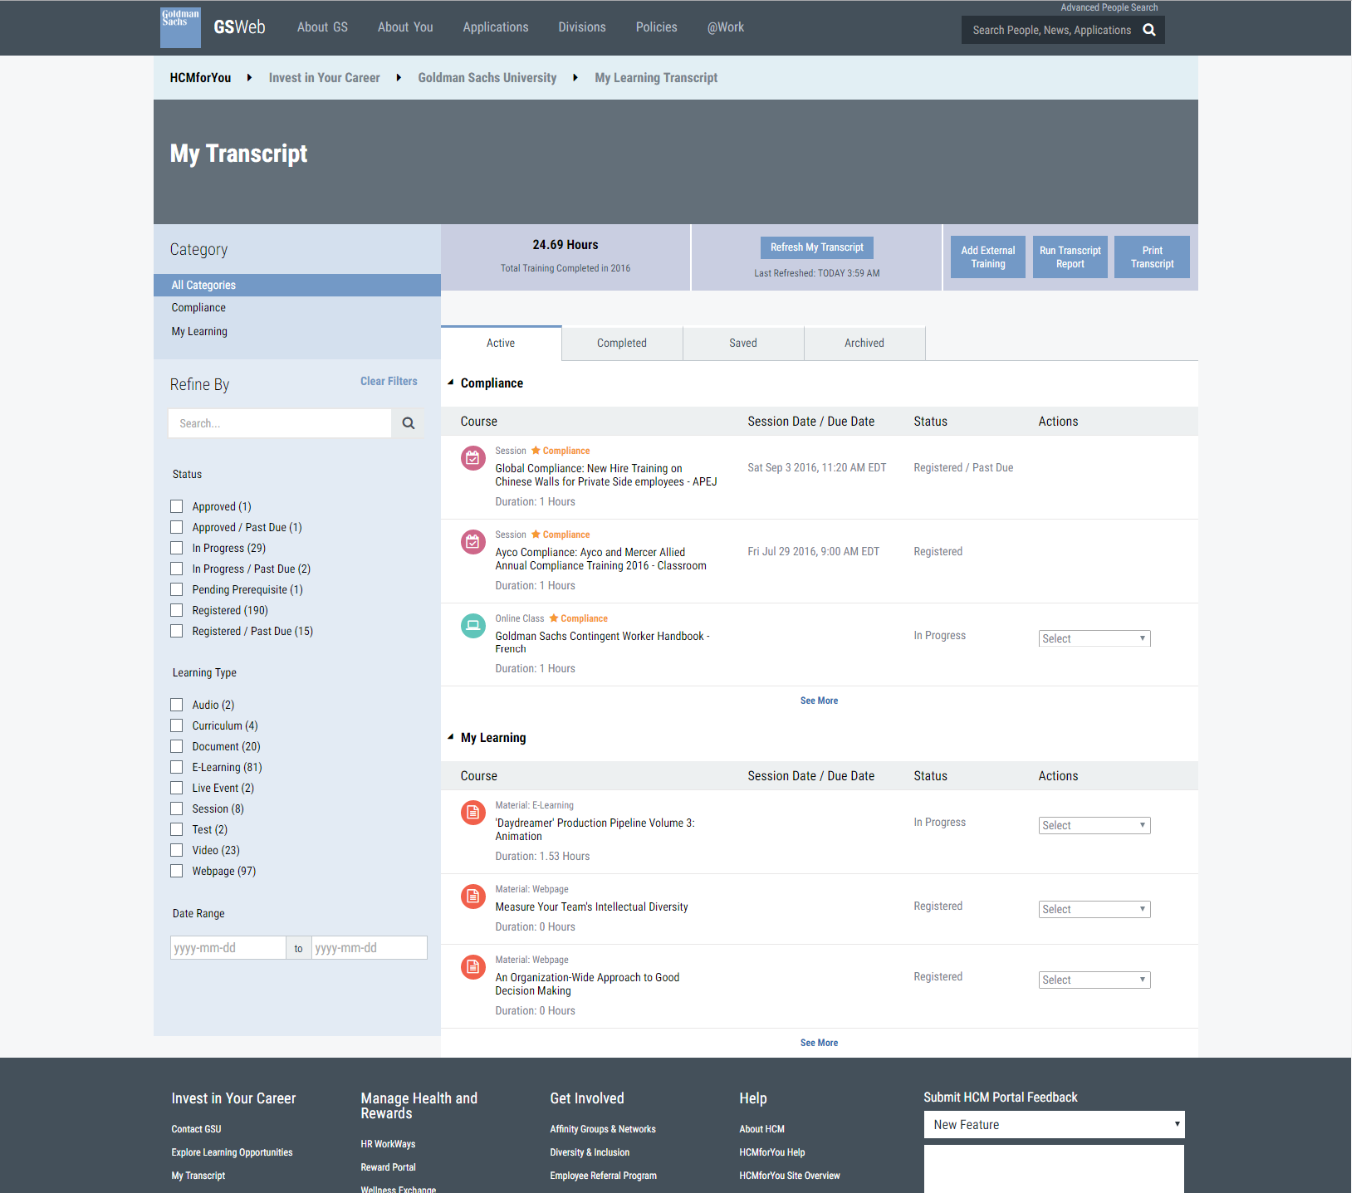 Goldman
Sachs
GSWeb
About GS
About You
Applications
Divisions
Policies
@Work
Advanced People Search
Search People, News, Applications
HCMforYou
Invest in Your Career
Goldman Sachs University
My Learning Transcript
My Transcript
Category
All Categories
Compliance
My Learning
Refine By
Clear Filters
Search...
Status
Approved (1)
Approved / Past Due (1)
In Progress (29)
In Progress / Past Due (2)
Pending Prerequisite (1)
Registered (190)
Registered / Past Due (15)
Learning Type
Audio (2)
Curriculum (4)
Document (20)
E-Learning (81)
Live Event (2)
Session (8)
Test (2)
Video (23)
Webpage (97)
Date Range
yyyy-mm-dd to yyyy-mm-dd
24.69 Hours
Total Training Completed in 2016
Refresh My Transcript
Last Refreshed: TODAY 3:59 AM
Add External
Training
Run Transcript
Report
Print
Transcript
Active
Completed
Saved
Archived
Compliance
Course
Session Date / Due Date
Status
Actions
Session Compliance
Global Compliance: New Hire Training on
Chinese Walls for Private Side employees - APEJ
Duration: 1 Hours
Sat Sep 3 2016, 11:20 AM EDT
Registered / Past Due
Session Compliance
Ayco Compliance: Ayco and Mercer Allied
Annual Compliance Training 2016 - Classroom
Duration: 1 Hours
Fri Jul 29 2016, 9:00 AM EDT
Registered
Online Class Compliance
Goldman Sachs Contingent Worker Handbook -
French
Duration: 1 Hours
In Progress
Select
See More
My Learning
Course
Session Date / Due Date
Status
Actions
Material: E-Learning
'Daydreamer' Production Pipeline Volume 3:
Animation
Duration: 1.53 Hours
In Progress
Select
Material: Webpage
Measure Your Team's Intellectual Diversity
Duration: 0 Hours
Registered
Select
Material: Webpage
An Organization-Wide Approach to Good
Decision Making
Duration: 0 Hours
Registered
Select
See More
Invest in Your Career
Contact GSU
Explore Learning Opportunities
My Transcript
Manage Health and
Rewards
HR WorkWays
Reward Portal
Wellness Exchange
Get Involved
Affinity Groups & Networks
Diversity & Inclusion
Employee Referral Program
Help
About HCM
HCMforYou Help
HCMforYou Site Overview
Submit HCM Portal Feedback
New Feature